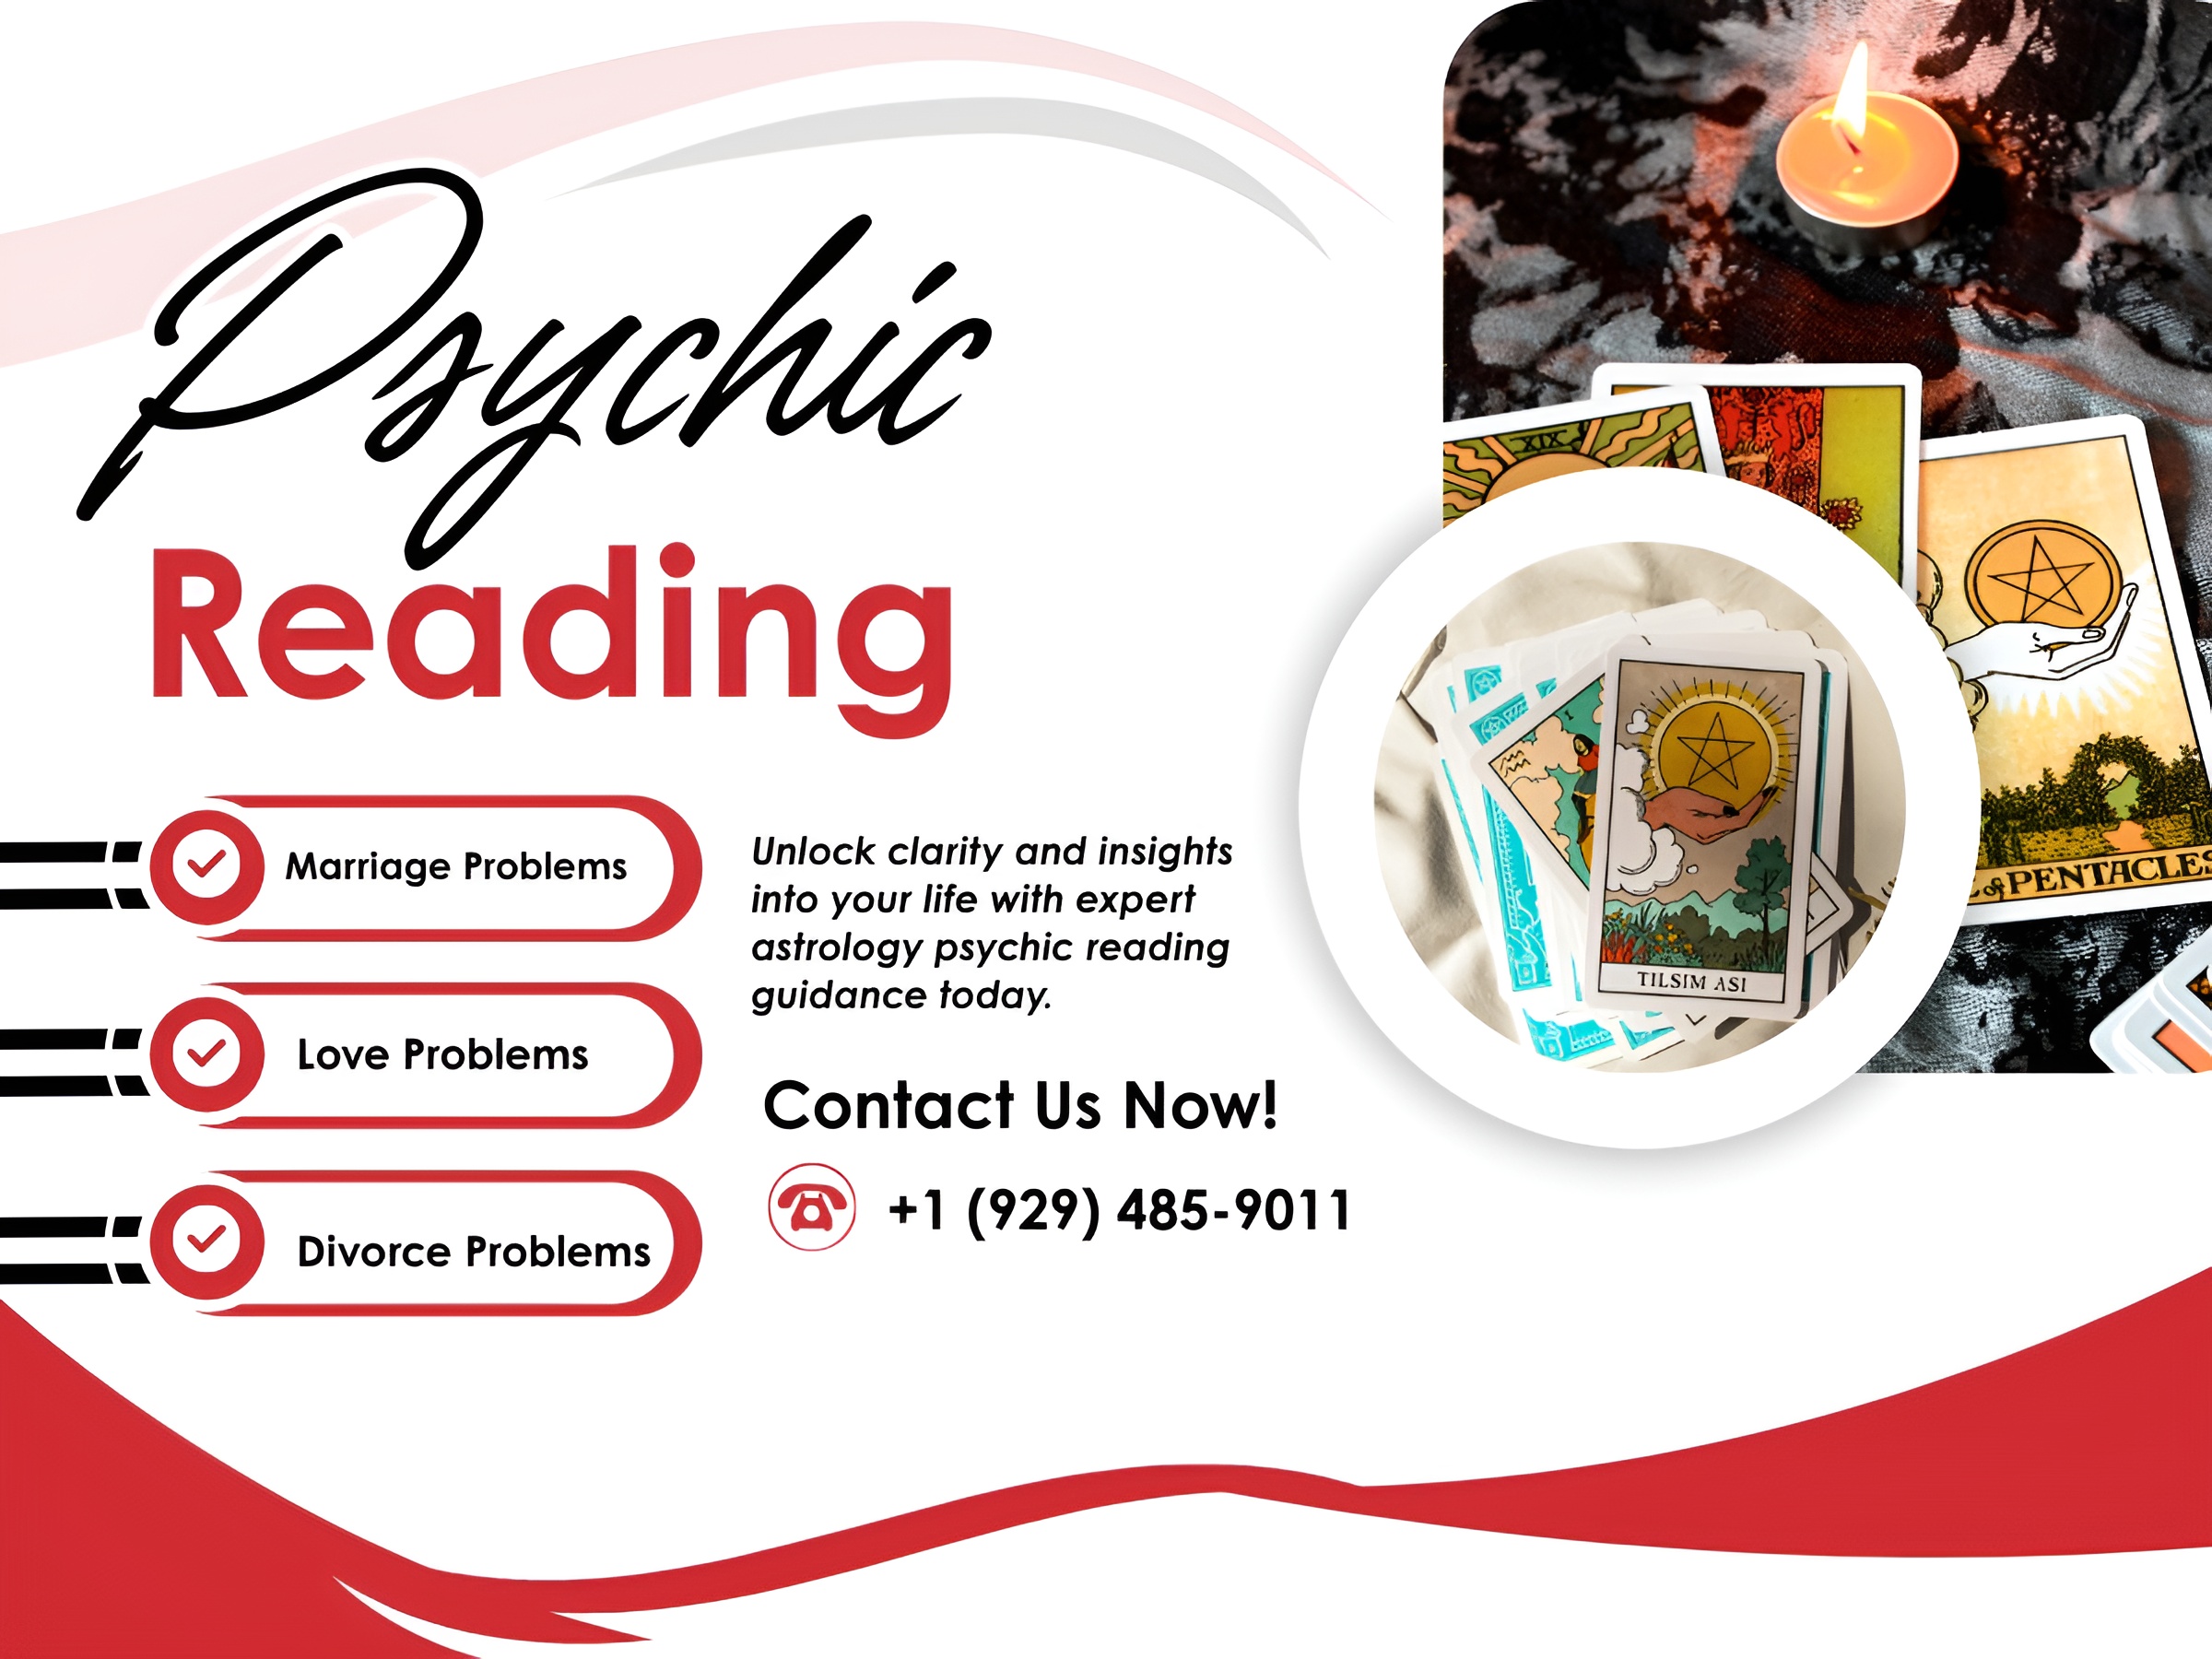 Psychic
Reading
Marriage Problems
Love Problems
Divorce Problems
Unlock clarity and insights
into your life with expert
astrology psychic reading
guidance today.
Contact Us Now!
+1 (929) 485-9011
XIX
of PENTACLES
I
TILSIM ASI